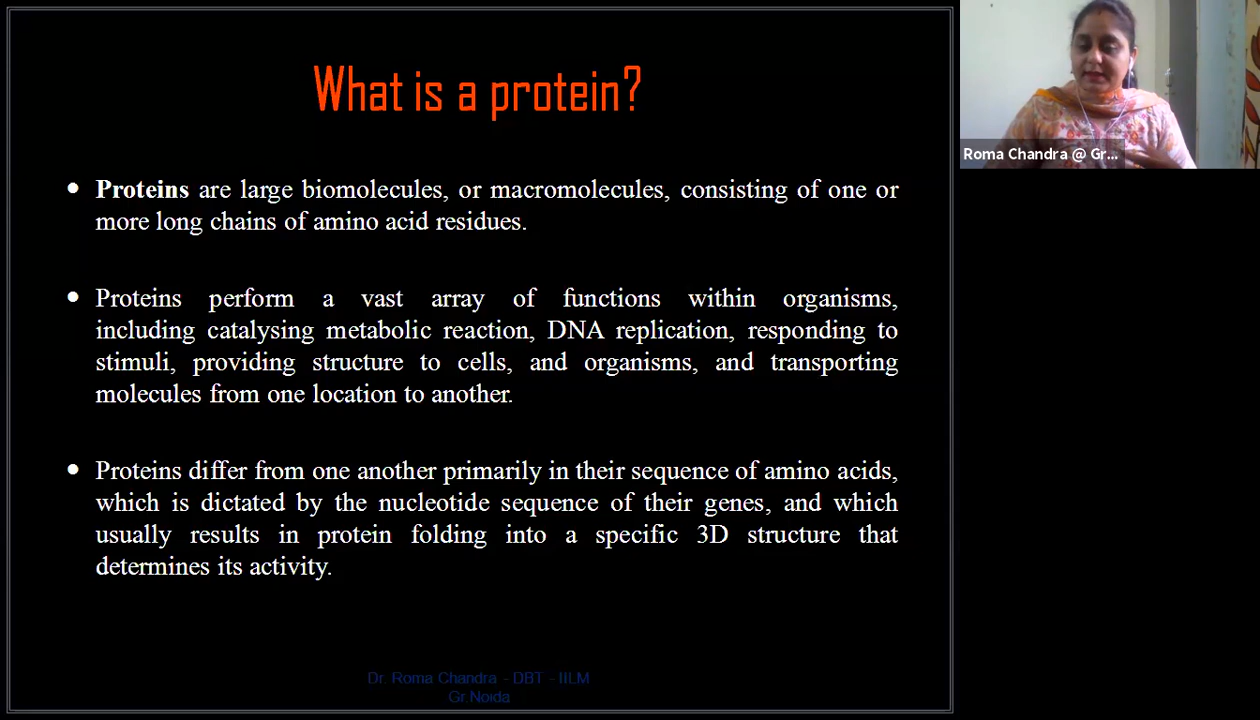 What is a protein?
Roma Chandra @ Gr...
• Proteins are large biomolecules, or macromolecules, consisting of one or
more long chains of amino acid residues.
• Proteins perform a vast array of functions within organisms,
including catalysing metabolic reaction, DNA replication, responding to
stimuli, providing structure to cells, and organisms, and transporting
molecules from one location to another.
• Proteins differ from one another primarily in their sequence of amino acids,
which is dictated by the nucleotide sequence of their genes, and which
usually results in protein folding into a specific 3D structure that
determines its activity.
Dr. Roma Chandra - DBT - IILM
Gr.Noida